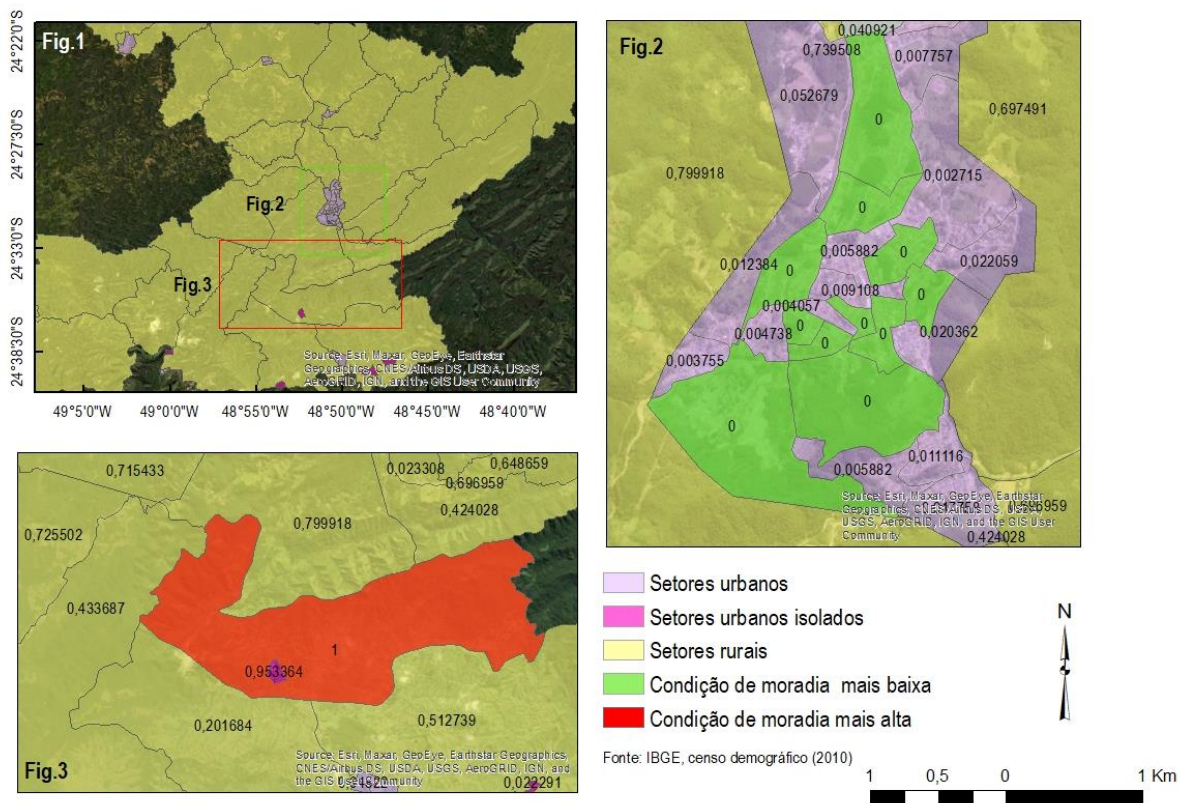 Fig.1
24°22'0"S
24°27'30"S
24°33'0"S
24°38'30"S
Fig.2
Fig.3
Source: Esri, Maxar, GeoEye, Earthstar
Geographics, CNES/Airbus DS, USDA, USGS,
AeroGRID, IGN, and the GIS User Community
49°5'0"W 49°0'0"W 48°55'0"W 48°50'0"W 48°45'0"W 48°40'0"W
Fig.2
0,040921
0,739508
0,007757
0,052679
0,697491
0
0,799918
0,002715
0
0,005882
0
0,022059
0,012384
0
0,009108
0
0,004057
0
0
0,020362
0,004738
0
0
0,003755
0
0
0,011116
0,005882
Source: Esri, Maxar, GeoEye, Earthstar
Geographics, CNES/Airbus DS, USDA,
USGS, AeroGRID, IGN, and the GIS User
Community
0,424028
0,715433
0,023308
0,648659
0,696959
0,799918
0,424028
0,725502
0,433687
1
0,953364
0,201684
0,512739
Fig.3
Source: Esri, Maxar, GeoEye, Earthstar Geographics,
CNES/Airbus DS, USDA, USGS, AeroGRID, IGN, and
the GIS User Community
0,022291
Setores urbanos
Setores urbanos isolados
Setores rurais
Condição de moradia mais baixa
Condição de moradia mais alta
N
Fonte: IBGE, censo demográfico (2010)
1 0,5 0 1 Km